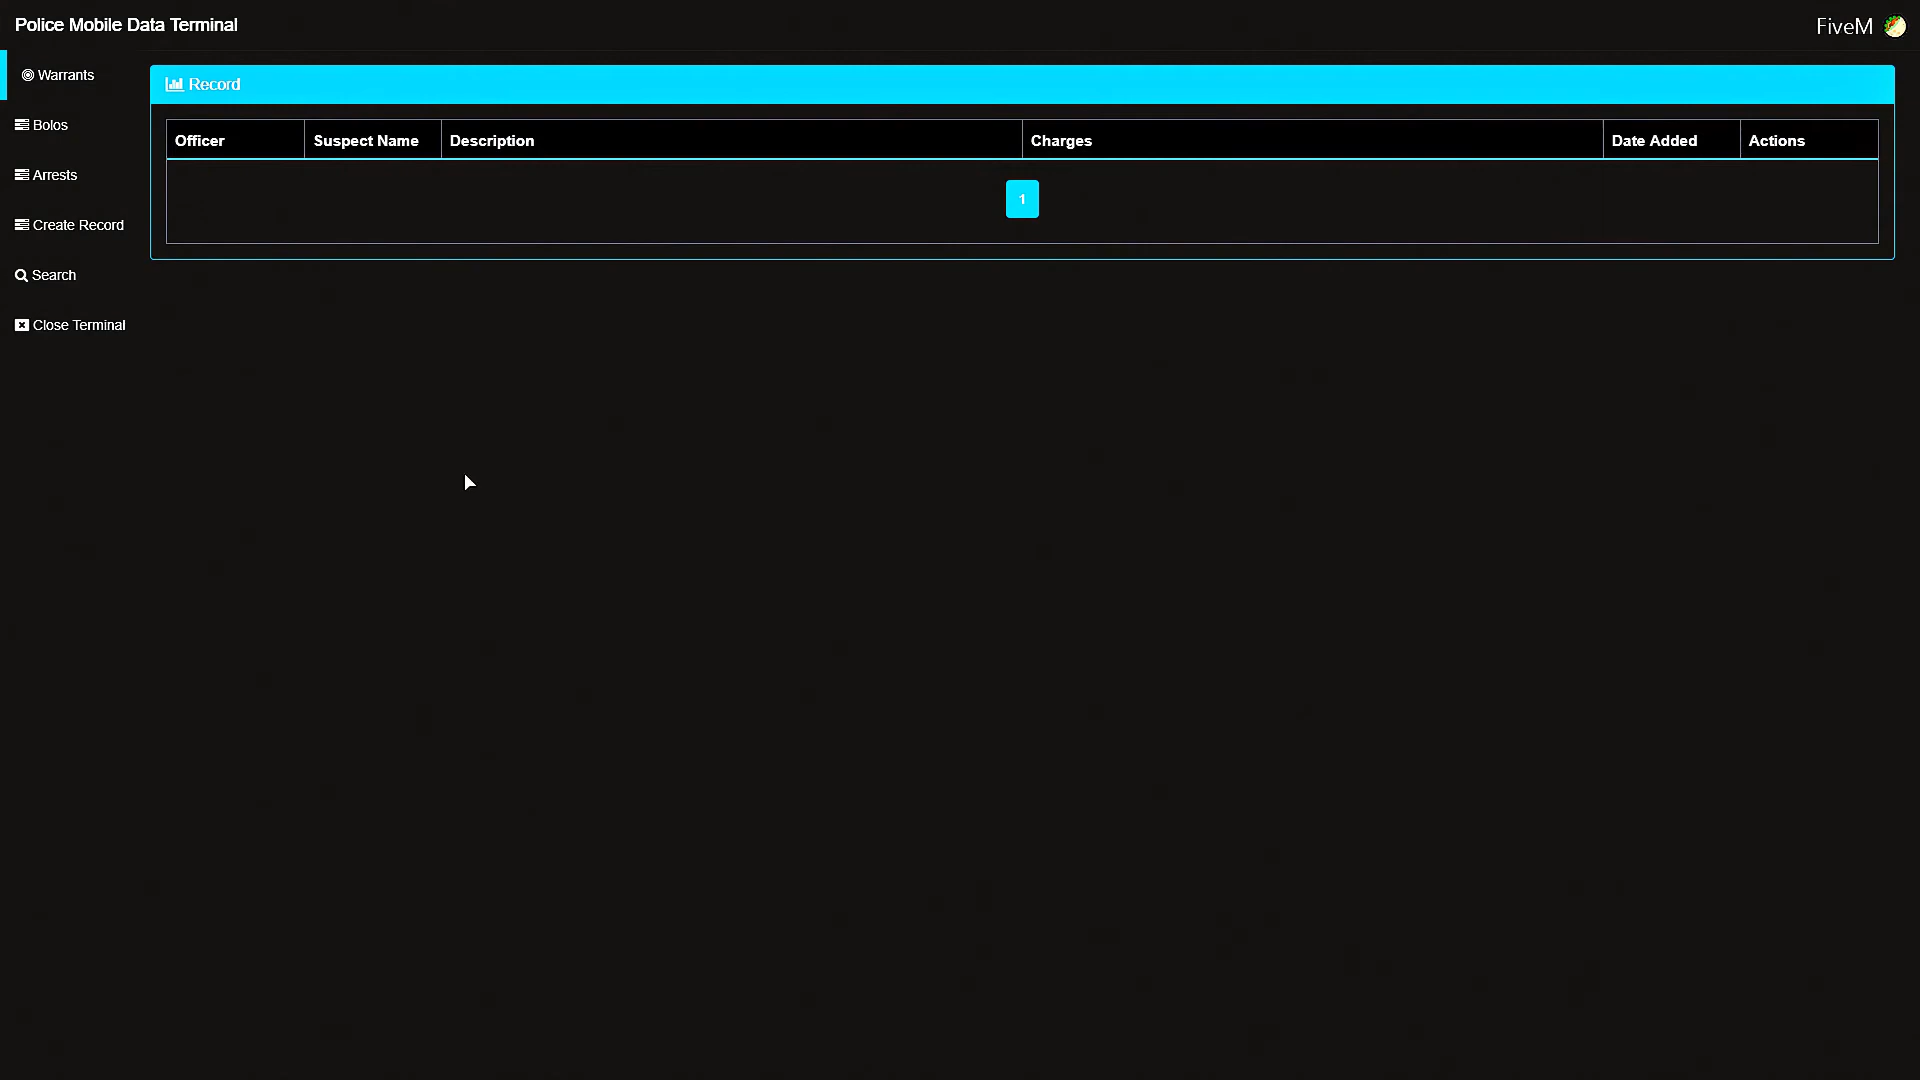 Police Mobile Data Terminal
FiveM
Warrants
Bolos
Arrests
Create Record
Search
Close Terminal
Record
Officer Suspect Name Description Charges Date Added Actions
1